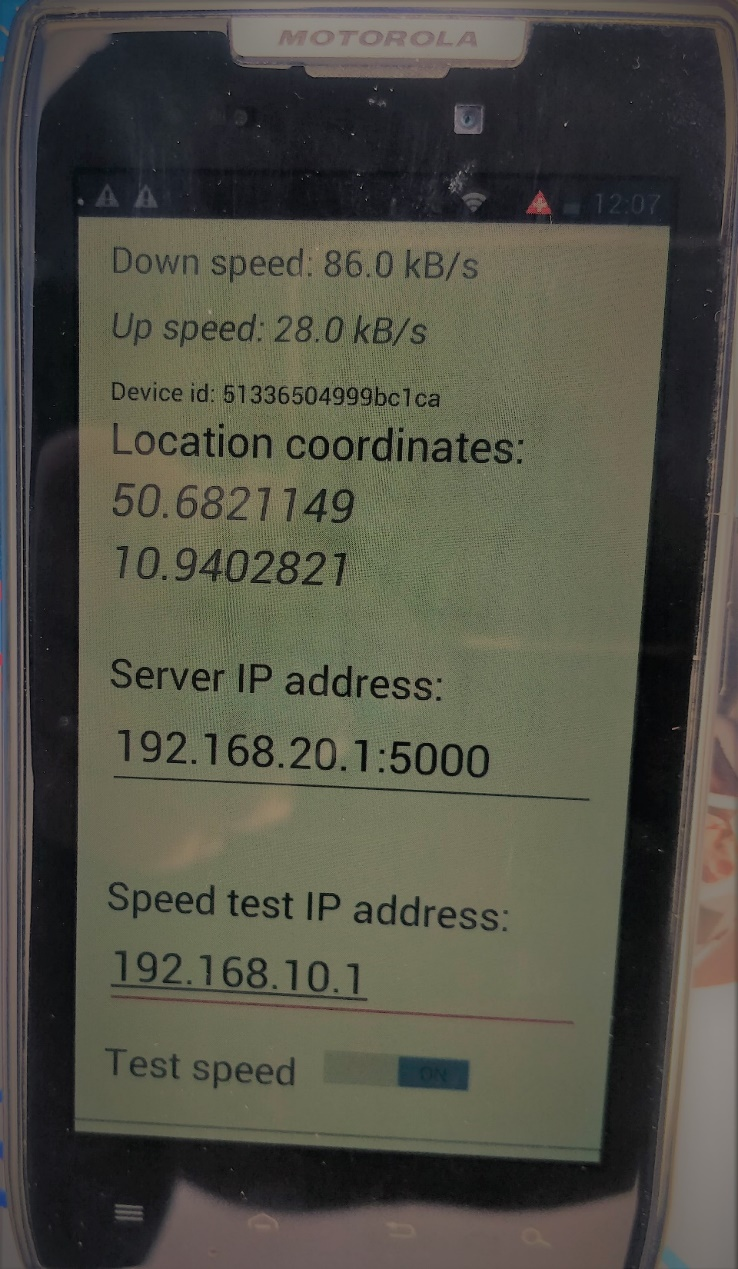 MOTOROLA
12:07
Down speed: 86.0 kB/s
Up speed: 28.0 kB/s
Device id: 51336504999bc1ca
Location coordinates:
50.6821149
10.9402821
Server IP address:
192.168.20.1:5000
Speed test IP address:
192.168.10.1
Test speed ON